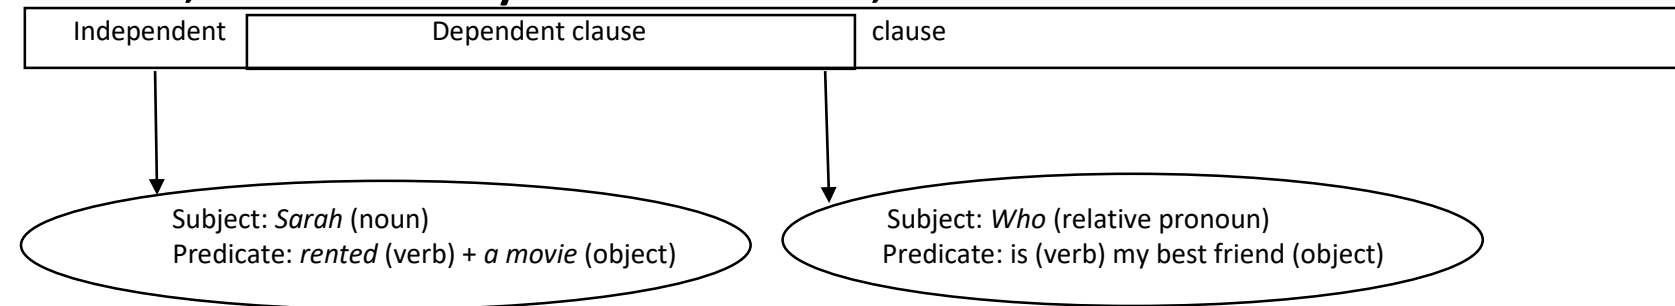 Independent Dependent clause clause
Subject: Sarah (noun)
Predicate: rented (verb) + a movie (object)
Subject: Who (relative pronoun)
Predicate: is (verb) my best friend (object)